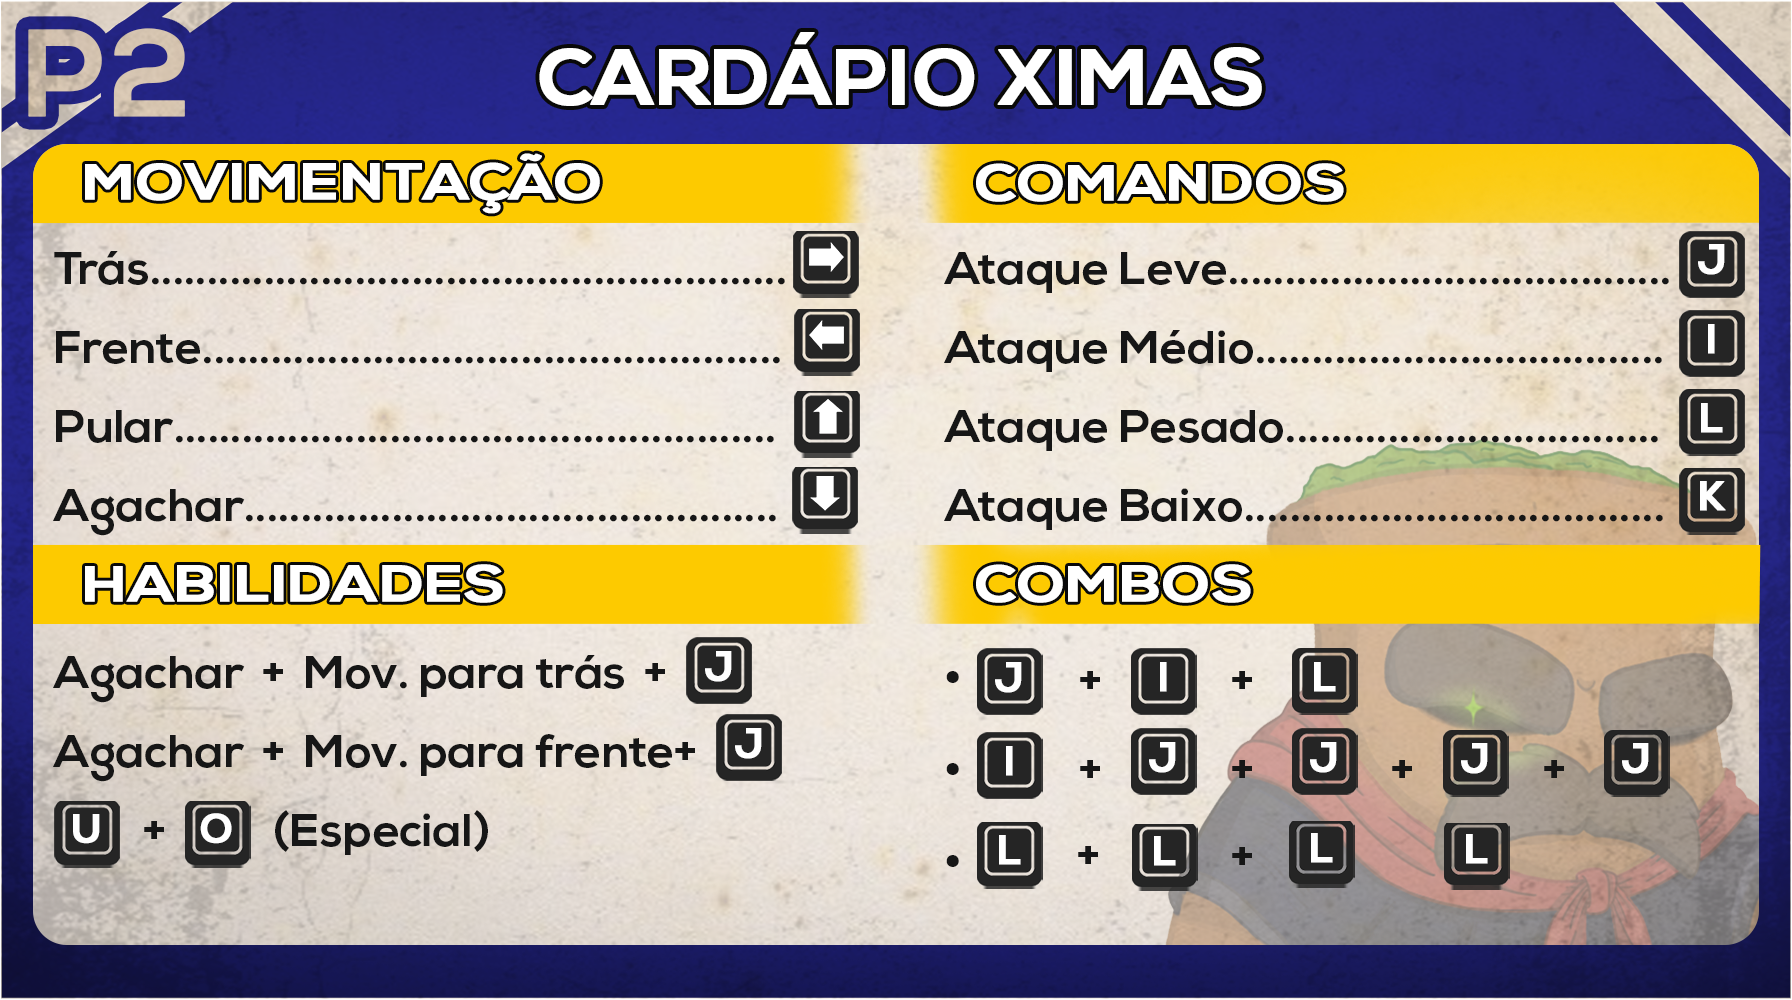 P2
CARDÁPIO XIMAS
MOVIMENTAÇÃO
Trás.......................................................
Frente..................................................
Pular....................................................
Agachar..............................................
COMANDOS
Ataque Leve...................................... J
Ataque Médio................................... I
Ataque Pesado................................ L
Ataque Baixo.................................... K
HABILIDADES
Agachar + Mov. para trás + J
Agachar + Mov. para frente+ J
U + O (Especial)
COMBOS
• J + I + L
• I + J + J + J + J
• L + L + L L